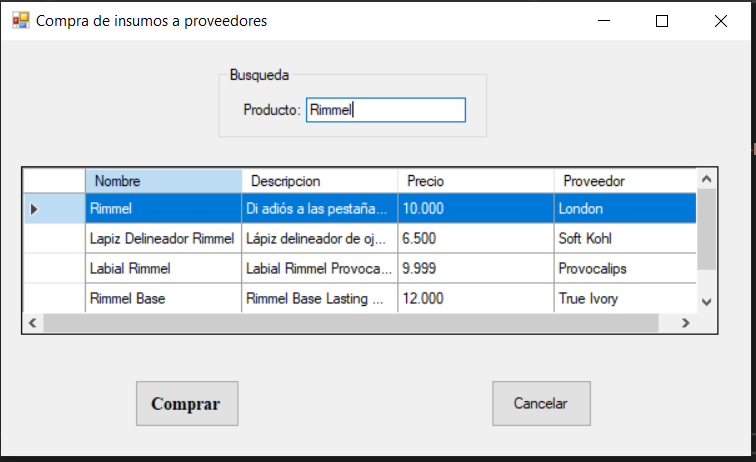 Compra de insumos a proveedores
Busqueda
Producto: Rimmel
Nombre Descripcion Precio Proveedor
Rimmel Di adiós a las pestaña... 10.000 London
Lapiz Delineador Rimmel Lápiz delineador de oj... 6.500 Soft Kohl
Labial Rimmel Labial Rimmel Provoca... 9.999 Provocalips
Rimmel Base Rimmel Base Lasting ... 12.000 True Ivory
Comprar Cancelar